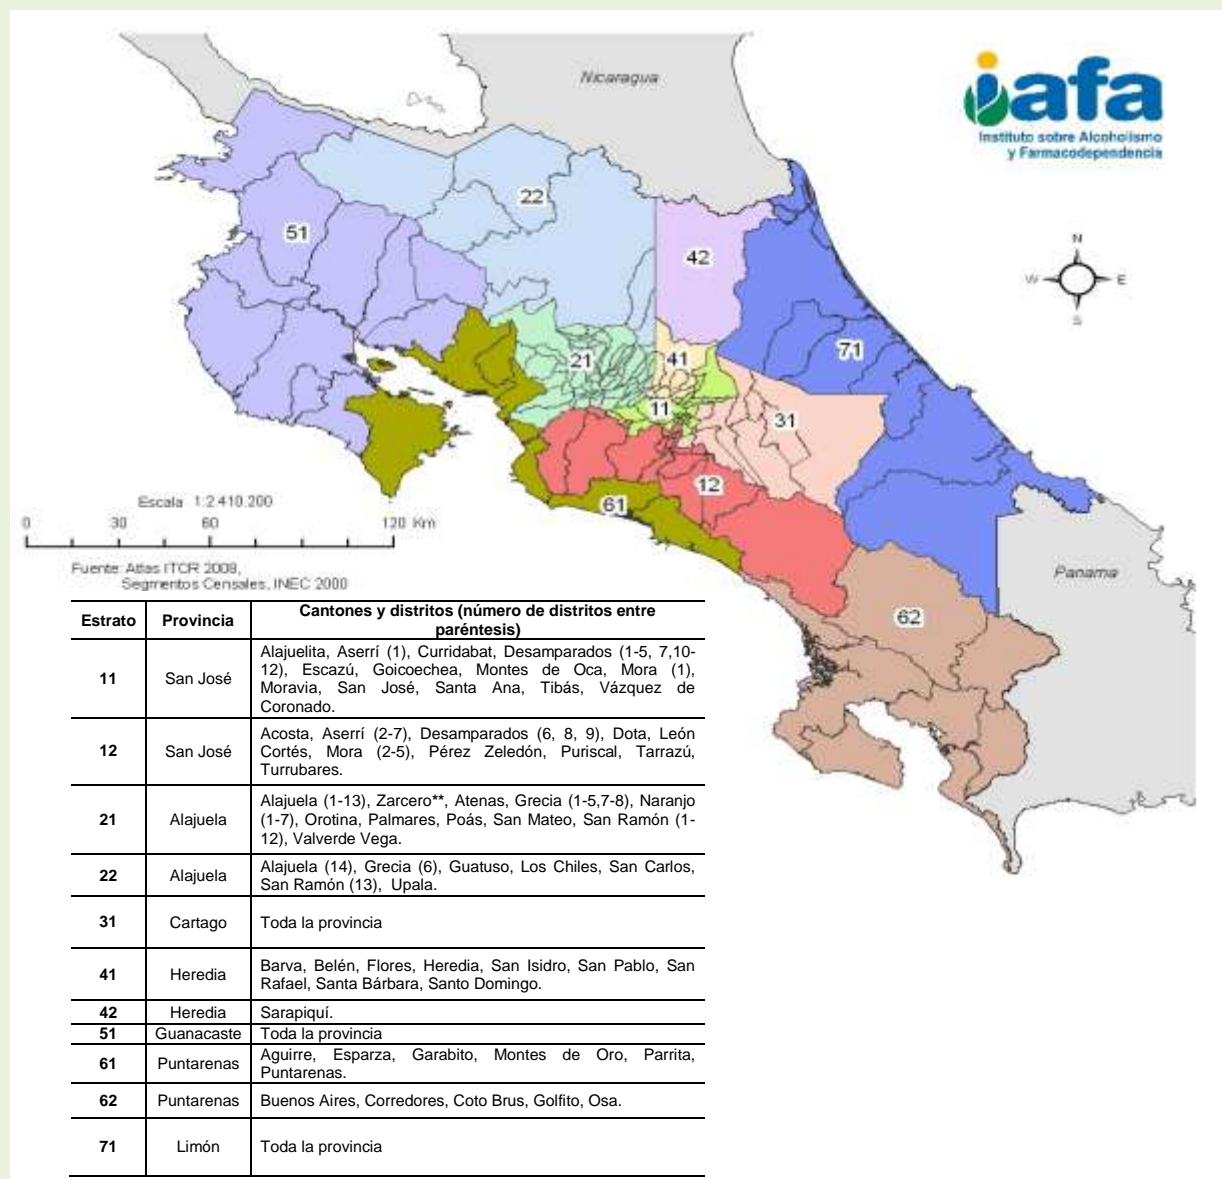 Nicaragua
iafa
Instituto sobre Alcoholismo
y Farmacodependencia
22
51
42
N
W E
S
71
21
41
11
31
12
61
Escala 1:2.410.200
0 30 60 120 Km
Fuente: Atlas ITCR 2008,
Segmentos Censales, INEC 2000
Panama
62
Estrato Provincia Cantones y distritos (número de distritos entre
paréntesis)
11 San José Alajuelita, Aserrí (1), Curridabat, Desamparados (1-5, 7,10-
12), Escazú, Goicoechea, Montes de Oca, Mora (1),
Moravia, San José, Santa Ana, Tibás, Vázquez de
Coronado.
12 San José Acosta, Aserrí (2-7), Desamparados (6, 8, 9), Dota, León
Cortés, Mora (2-5), Pérez Zeledón, Puriscal, Tarrazú,
Turrubares.
21 Alajuela Alajuela (1-13), Zarcero**, Atenas, Grecia (1-5,7-8), Naranjo
(1-7), Orotina, Palmares, Poás, San Mateo, San Ramón (1-
12), Valverde Vega.
22 Alajuela Alajuela (14), Grecia (6), Guatuso, Los Chiles, San Carlos,
San Ramón (13), Upala.
31 Cartago Toda la provincia
41 Heredia Barva, Belén, Flores, Heredia, San Isidro, San Pablo, San
Rafael, Santa Bárbara, Santo Domingo.
42 Heredia Sarapiquí.
51 Guanacaste Toda la provincia
61 Puntarenas Aguirre, Esparza, Garabito, Montes de Oro, Parrita,
Puntarenas.
62 Puntarenas Buenos Aires, Corredores, Coto Brus, Golfito, Osa.
71 Limón Toda la provincia